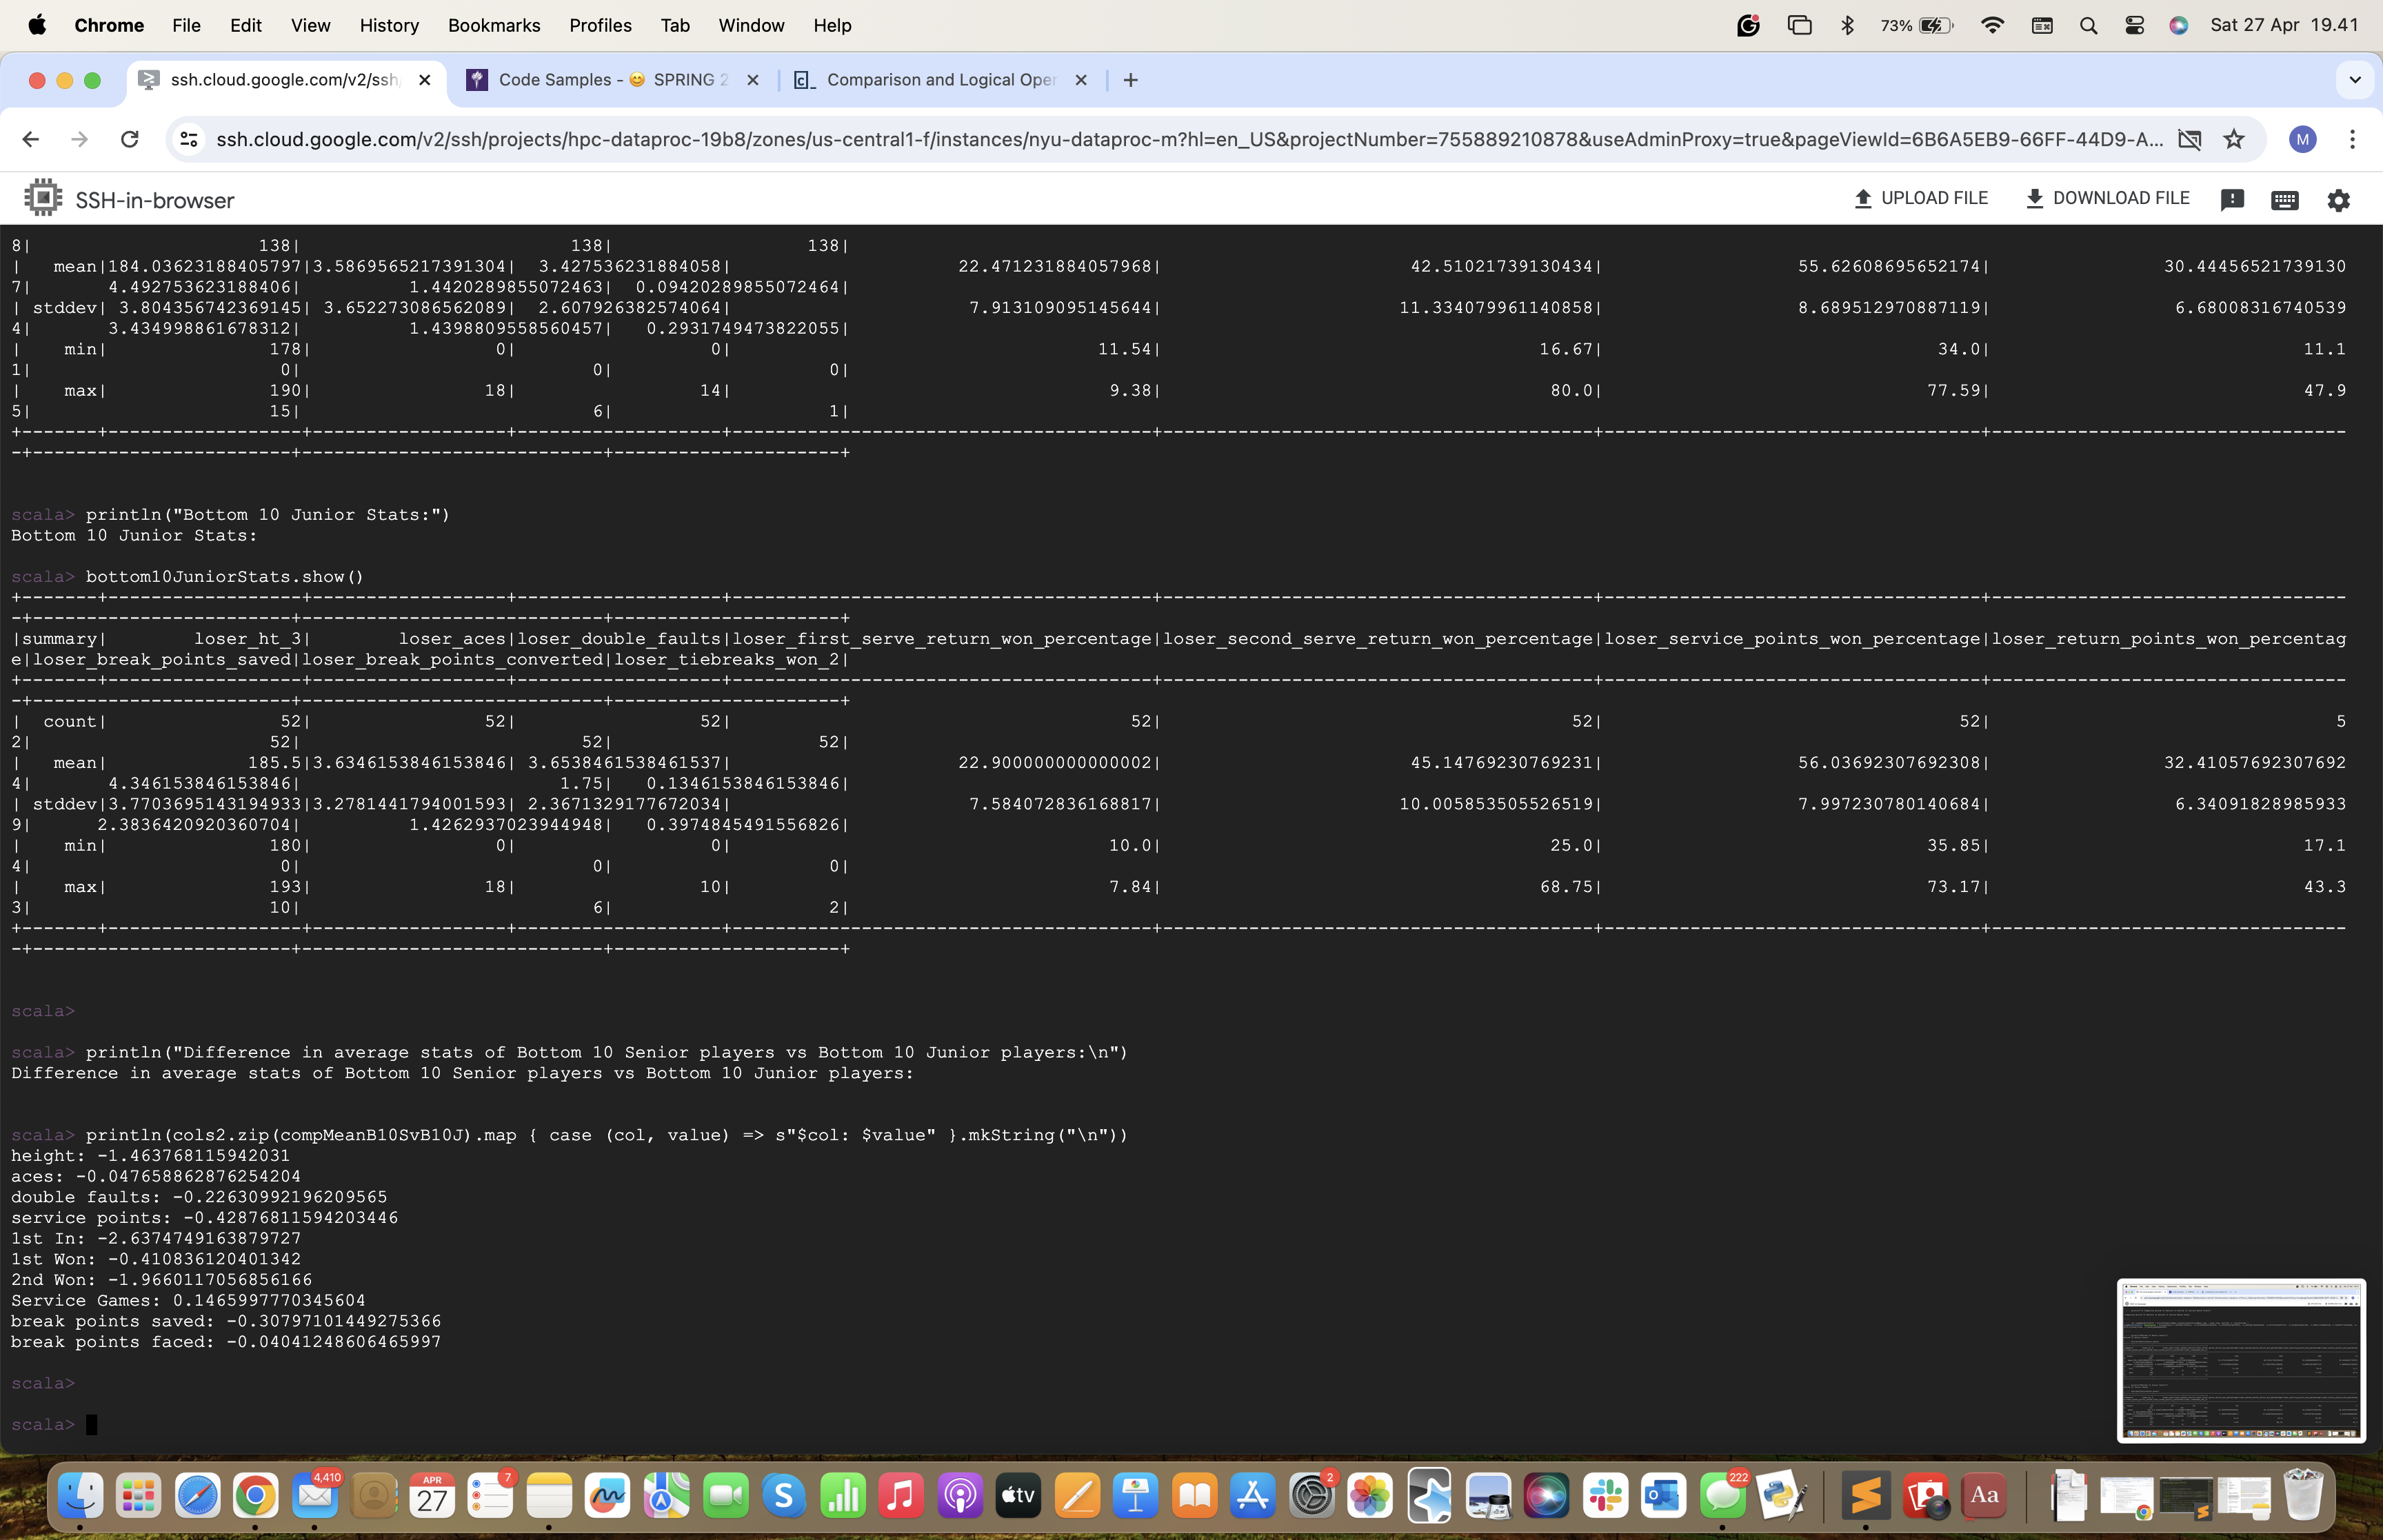 Chrome File Edit View History Bookmarks Profiles Tab Window Help 73% Sat 27 Apr 19.41
ssh.cloud.google.com/v2/ssh Code Samples - 😊 SPRING 2 Comparison and Logical Oper
ssh.cloud.google.com/v2/ssh/projects/hpc-dataproc-19b8/zones/us-central1-f/instances/nyu-dataproc-m?hl=en_US&projectNumber=755889210878&useAdminProxy=true&pageViewId=6B6A5EB9-66FF-44D9-A... M
SSH-in-browser UPLOAD FILE DOWNLOAD FILE
8| 138| 138| 138|
| mean|184.03623188405797|3.5869565217391304| 3.427536231884058| 22.471231884057968| 42.51021739130434| 55.62608695652174| 30.44456521739130
7| 4.492753623188406| 1.4420289855072463| 0.09420289855072464|
| stddev| 3.804356742369145| 3.652273086562089| 2.607926382574064| 7.913109095145644| 11.334079961140858| 8.689512970887119| 6.68008316740539
4| 3.434998861678312| 1.4398809558560457| 0.2931749473822055|
| min| 178| 0| 0| 11.54| 16.67| 34.0| 11.1
1| 0| 0| 0|
| max| 190| 18| 14| 9.38| 80.0| 77.59| 47.9
5| 15| 6| 1|
+-------+------------------+------------------+-------------------+---------------------------------------+----------------------------------------+-----------------------------------+---------------------------------
-+-------------------------+----------------------------+---------------------+
scala> println("Bottom 10 Junior Stats:")
Bottom 10 Junior Stats:
scala> bottom10JuniorStats.show()
+-------+------------------+------------------+-------------------+---------------------------------------+----------------------------------------+-----------------------------------+---------------------------------
-+-------------------------+----------------------------+---------------------+
|summary| loser_ht_3| loser_aces|loser_double_faults|loser_first_serve_return_won_percentage|loser_second_serve_return_won_percentage|loser_service_points_won_percentage|loser_return_points_won_percentag
e|loser_break_points_saved|loser_break_points_converted|loser_tiebreaks_won_2|
+-------+------------------+------------------+-------------------+---------------------------------------+----------------------------------------+-----------------------------------+---------------------------------
-+-------------------------+----------------------------+---------------------+
| count| 52| 52| 52| 52| 52| 52| 5
2| 52| 52| 52|
| mean| 185.5|3.6346153846153846| 3.6538461538461537| 22.900000000000002| 45.14769230769231| 56.03692307692308| 32.41057692307692
4| 4.346153846153846| 1.75| 0.1346153846153846|
| stddev|3.7703695143194933|3.2781441794001593| 2.3671329177672034| 7.584072836168817| 10.005853505526519| 7.997230780140684| 6.34091828985933
9| 2.3836420920360704| 1.4262937023944948| 0.3974845491556826|
| min| 180| 0| 0| 10.0| 25.0| 35.85| 17.1
4| 0| 0| 0|
| max| 193| 18| 10| 7.84| 68.75| 73.17| 43.3
3| 10| 6| 2|
+-------+------------------+------------------+-------------------+---------------------------------------+----------------------------------------+-----------------------------------+---------------------------------
-+-------------------------+----------------------------+---------------------+
scala>
scala> println("Difference in average stats of Bottom 10 Senior players vs Bottom 10 Junior players:\n")
Difference in average stats of Bottom 10 Senior players vs Bottom 10 Junior players:
scala> println(cols2.zip(compMeanB10SvB10J).map { case (col, value) => s"$col: $value" }.mkString("\n"))
height: -1.463768115942031
aces: -0.047658862876254204
double faults: -0.22630992196209565
service points: -0.42876811594203446
1st In: -2.6374749163879727
1st Won: -0.410836120401342
2nd Won: -1.9660117056856166
Service Games: 0.1465997770345604
break points saved: -0.30797101449275366
break points faced: -0.04041248606465997
scala>
scala>
4,410 APR 27 7 tv 2 222 Aa